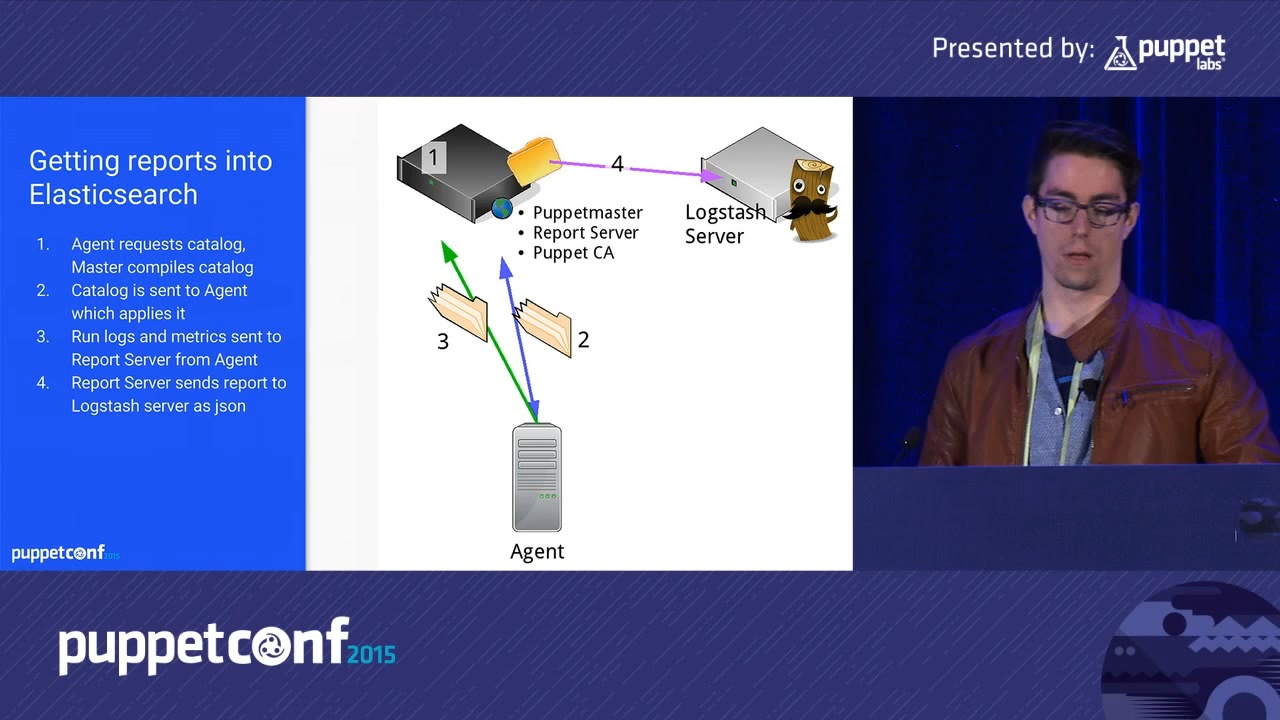 Presented by: puppet labs
Getting reports into
Elasticsearch
1. Agent requests catalog,
Master compiles catalog
2. Catalog is sent to Agent
which applies it
3. Run logs and metrics sent to
Report Server from Agent
4. Report Server sends report to
Logstash server as json
puppetconf 2015
1
4
• Puppetmaster
• Report Server
• Puppet CA
Logstash
Server
3
2
Agent
puppetconf 2015